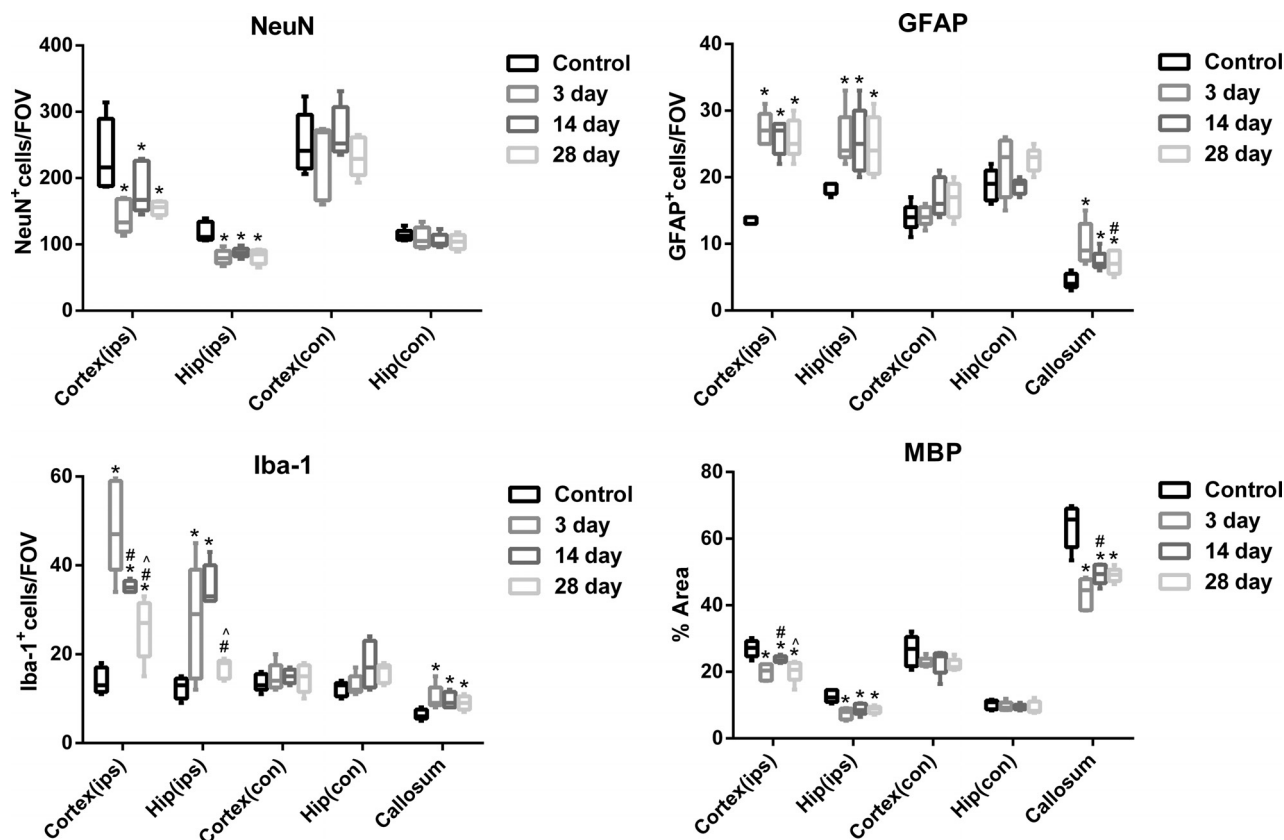 NeuN
NeuN+cells/FOV
400
300
200
100
0
* * *
* * *
Cortex(ips)
Hip(ips)
Cortex(con)
Hip(con)
Control
3 day
14 day
28 day
GFAP
GFAP+cells/FOV
40
30
20
10
0
* * *
* * *
* * #
*
Cortex(ips)
Hip(ips)
Cortex(con)
Hip(con)
Callosum
Control
3 day
14 day
28 day
Iba-1
Iba-1+cells/FOV
60
40
20
0
*
#
*
^
#
*
* *
^
#
* * *
Cortex(ips)
Hip(ips)
Cortex(con)
Hip(con)
Callosum
Control
3 day
14 day
28 day
MBP
% Area
80
60
40
20
0
*
#
*
^
*
* * *
*
#
* *
Cortex(ips)
Hip(ips)
Cortex(con)
Hip(con)
Callosum
Control
3 day
14 day
28 day